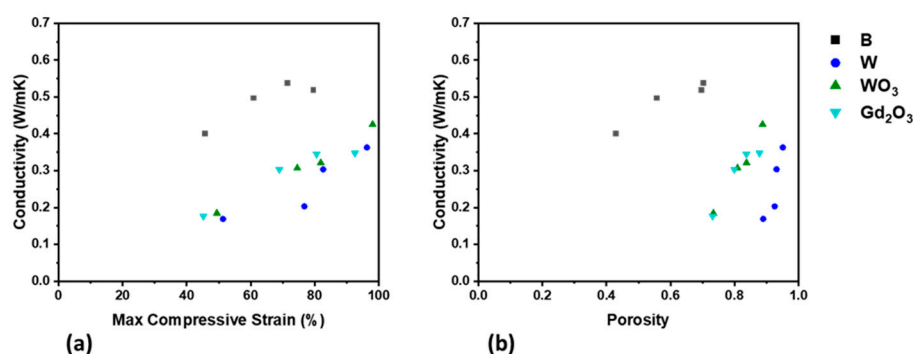 0.7
0.6
0.5
0.4
0.3
0.2
0.1
0.0
Conductivity (W/mK)
0 20 40 60 80 100
Max Compressive Strain (%)
(a)
0.7
0.6
0.5
0.4
0.3
0.2
0.1
0.0
Conductivity (W/mK)
0.0 0.2 0.4 0.6 0.8 1.0
Porosity
(b)
B
W
WO₃
Gd₂O₃